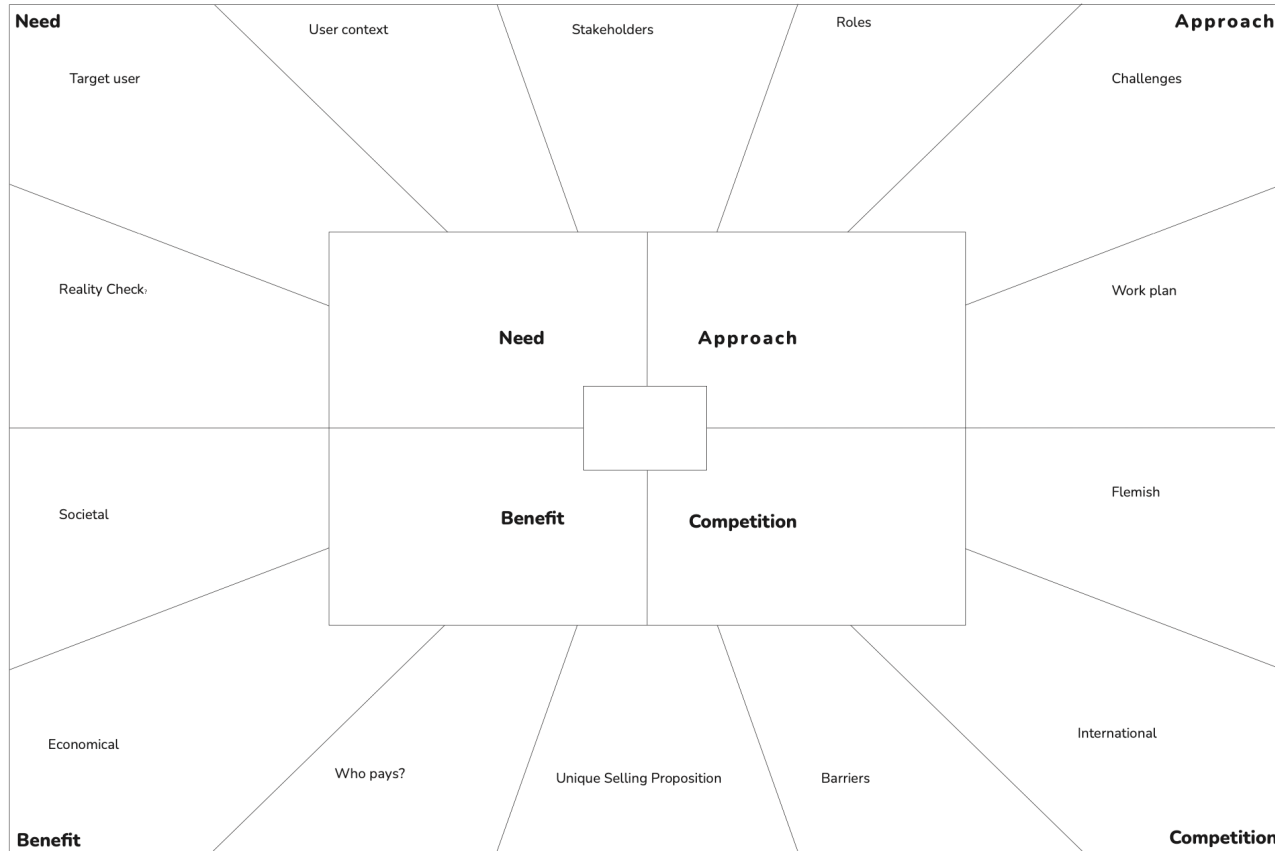 Need
User context
Stakeholders
Roles
Approach
Target user
Challenges
Reality Check?
Work plan
Need
Approach
Benefit
Competition
Societal
Flemish
Economical
Who pays?
Unique Selling Proposition
Barriers
International
Benefit
Competition